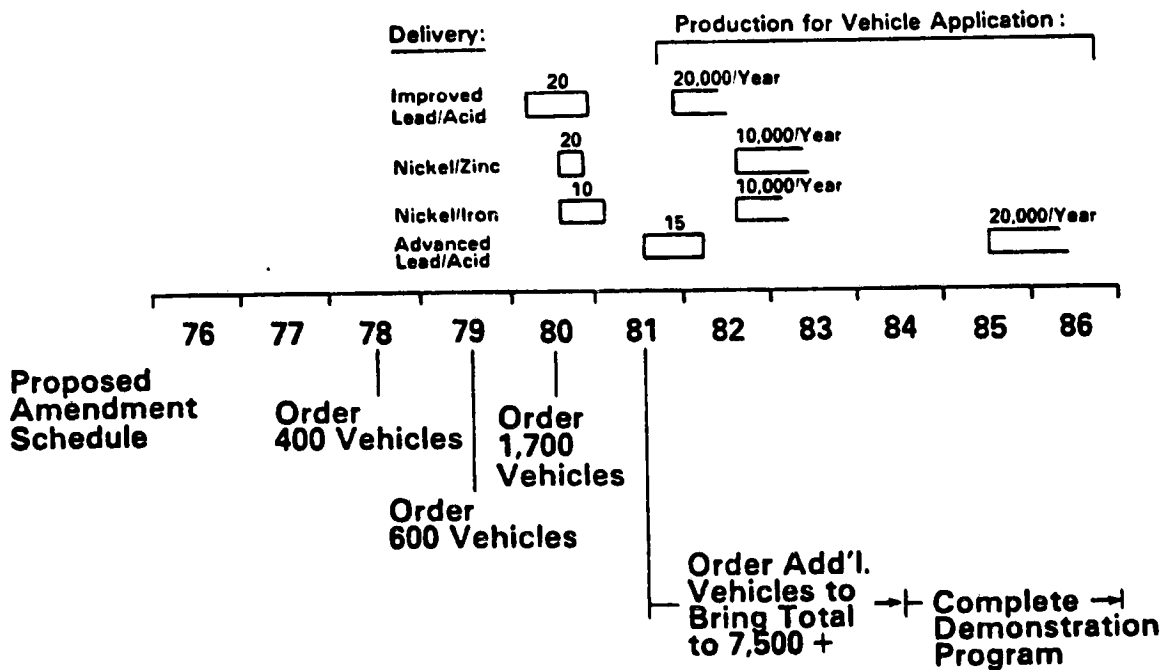 Delivery:
Production for Vehicle Application :
Improved
Lead/Acid
20
20,000/Year
Nickel/Zinc
20
10,000/Year
Nickel/Iron
10
10,000/Year
Advanced
Lead/Acid
15
20,000/Year
76 77 78 79 80 81 82 83 84 85 86
Proposed
Amendment
Schedule
Order
400 Vehicles
Order
1,700
Vehicles
Order
600 Vehicles
Order Add'l.
Vehicles to
Bring Total
to 7,500 +
Complete
Demonstration
Program